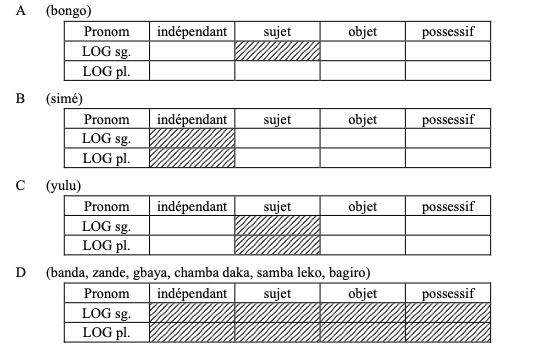 A (bongo)
Pronom indépendant sujet objet possessif
LOG sg.
LOG pl.
B (simé)
Pronom indépendant sujet objet possessif
LOG sg.
LOG pl.
C (yulu)
Pronom indépendant sujet objet possessif
LOG sg.
LOG pl.
D (banda, zande, gbaya, chamba daka, samba leko, bagiro)
Pronom indépendant sujet objet possessif
LOG sg.
LOG pl.